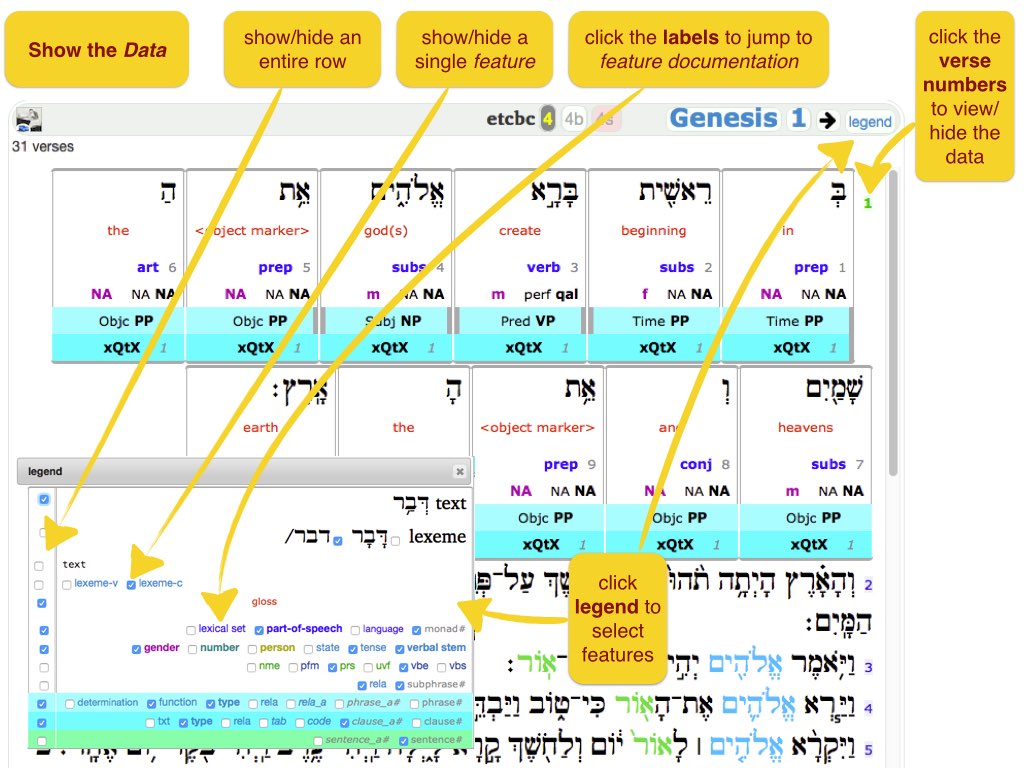 Show the Data
show/hide an
entire row
show/hide a
single feature
click the labels to jump to
feature documentation
click the
verse
numbers
to view/
hide the
data
etcbc 4 4b 4s Genesis 1 legend
31 verses
בְּ רֵאשִׁ֖ית בָּרָ֣א אֱלֹהִ֑ים אֵ֥ת הַ
1
the <object marker> god(s) create beginning in
art 6 prep 5 subs 4 verb 3 subs 2 prep 1
NA NA NA NA NA NA m NA NA m perf qal f NA NA NA NA NA
Objc PP Objc PP Subj NP Pred VP Time PP Time PP
xQtX 1 xQtX 1 xQtX 1 xQtX 1 xQtX 1 xQtX 1
שָּׁמַ֖יִם וְ אֵ֥ת הָ אָֽרֶץ׃
earth the <object marker> and heavens
prep 9 conj 8 subs 7
NA NA NA NA NA NA m NA NA
Objc PP Objc PP Objc PP
xQtX 1 xQtX 1 xQtX 1
legend
text דְּבַר
lexeme דָּבָר דבר/
text
lexeme-v lexeme-c
gloss
lexical set part-of-speech language monad#
gender number person state tense verbal stem
nme pfm prs uvf vbe vbs
rela subphrase#
determination function type rela rela_a phrase_a# phrase#
txt type rela tab code clause_a# clause#
sentence_a# sentence#
click
legend to
select
features
2 וְהָאָ֗רֶץ הָיְתָ֥ה
הַמָּֽיִם׃
3 וַיֹּ֥אמֶר אֱלֹהִ֖ים אֽוֹר׃
4 וַיַּ֧רְא אֱלֹהִ֛ים אֶת־הָא֖וֹר כִּי־ט֑וֹב
5 וַיִּקְרָ֨א אֱלֹהִ֤ים ׀ לָאוֹר֙ י֔וֹם וְלַחֹ֖שֶׁךְ קָ֣רָא